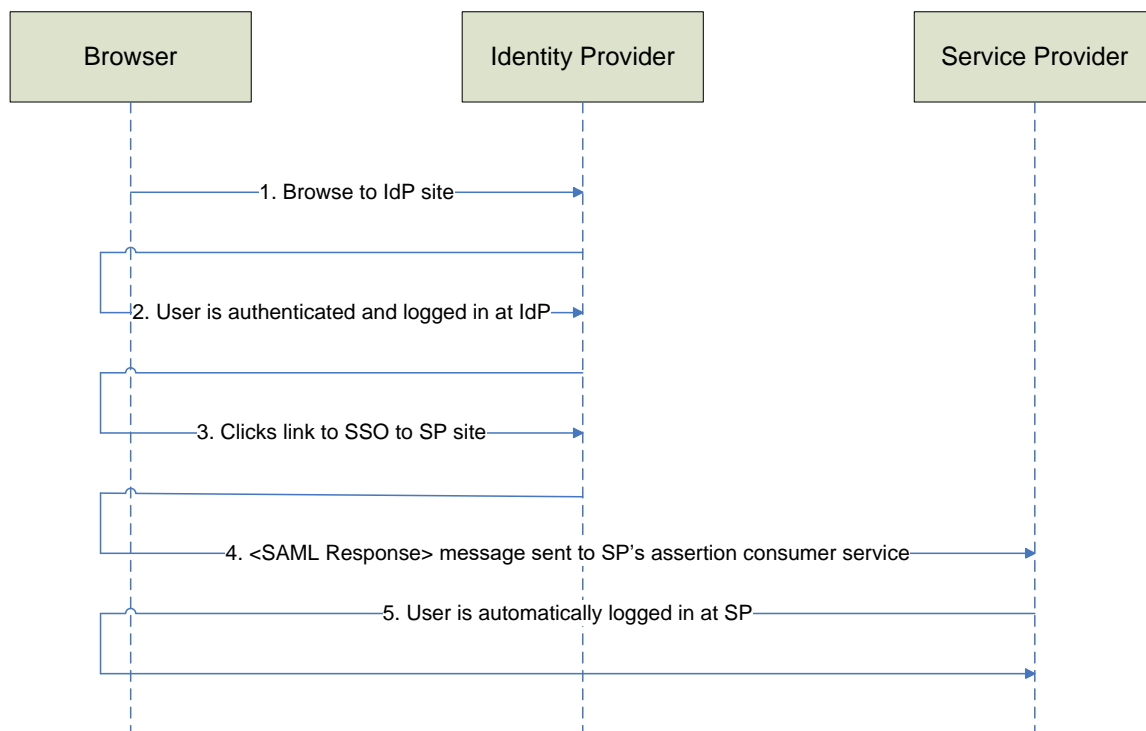 Browser
Identity Provider
Service Provider
1. Browse to IdP site
2. User is authenticated and logged in at IdP
3. Clicks link to SSO to SP site
4. <SAML Response> message sent to SP’s assertion consumer service
5. User is automatically logged in at SP